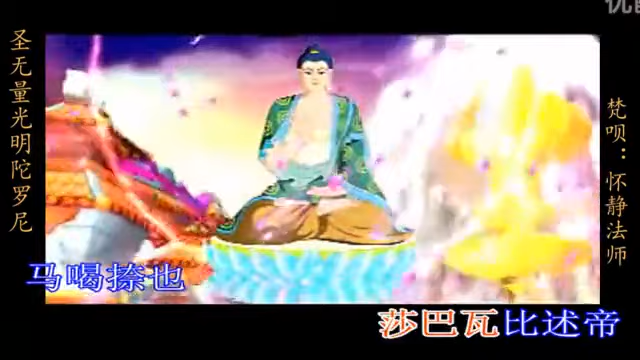 圣无量光明陀罗尼
梵呗：怀静法师
马喝捺也
莎巴瓦比述帝